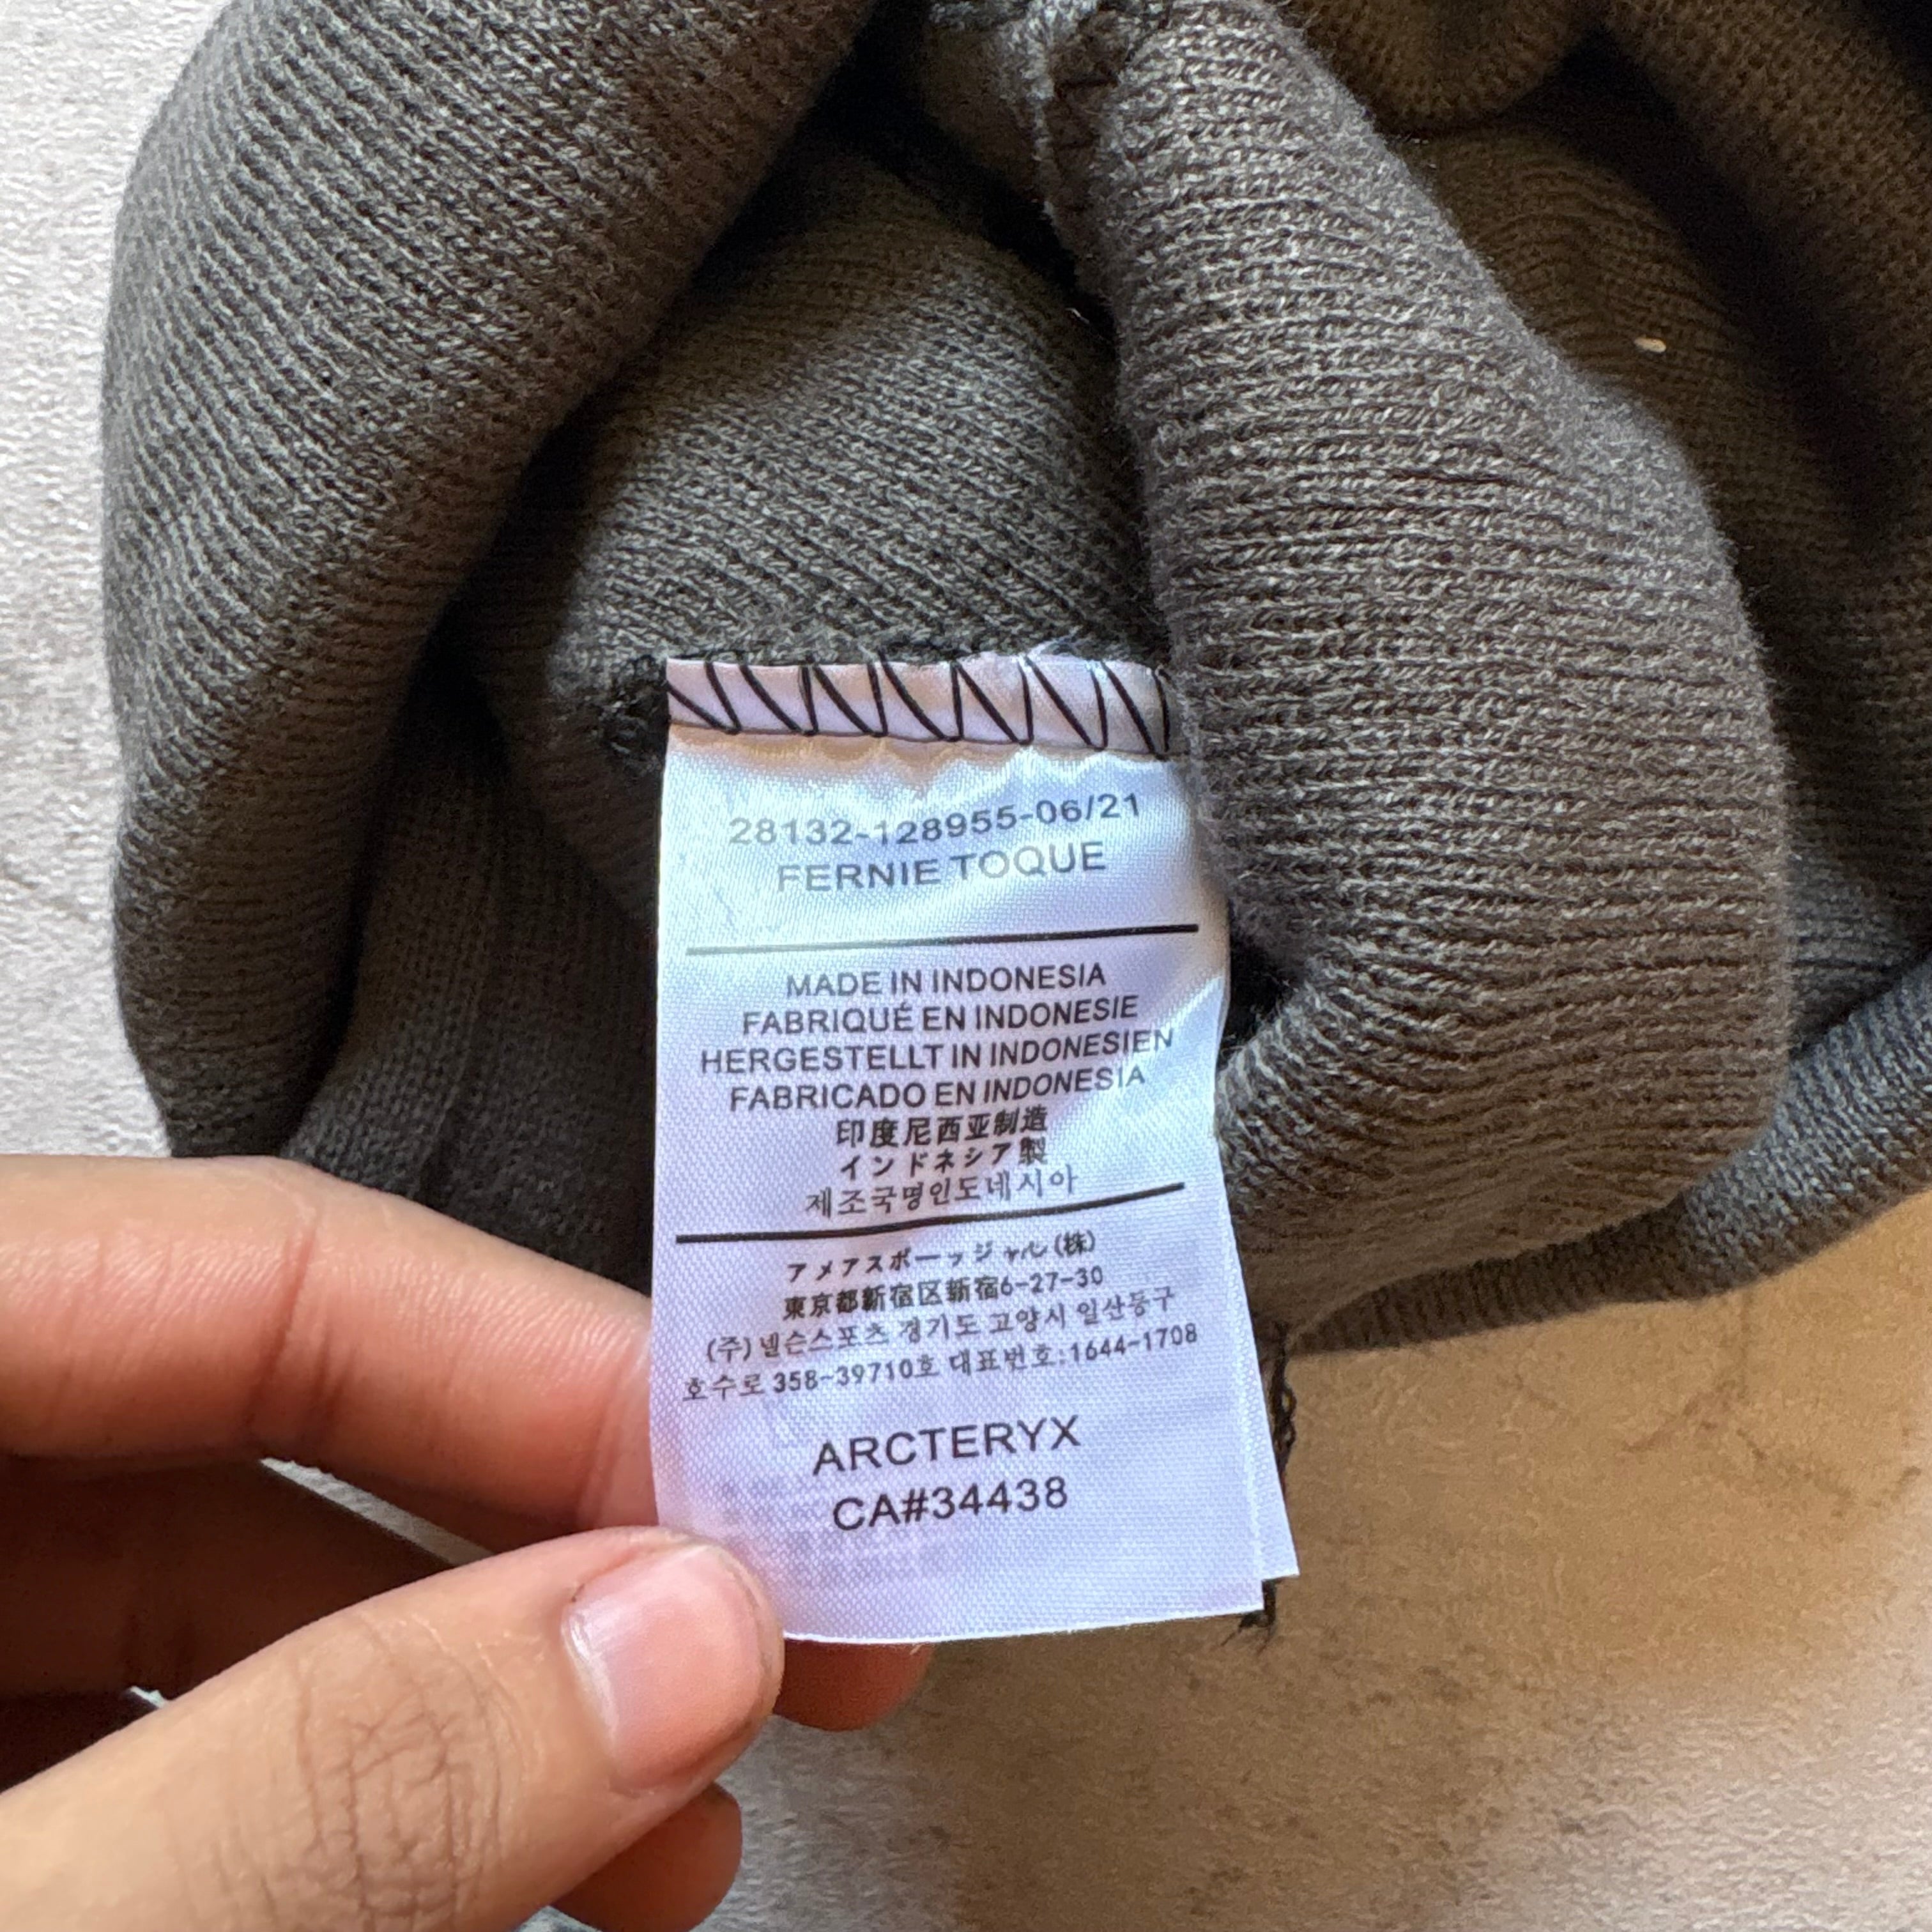 28132-128955-06/21
FERNIE TOQUE
MADE IN INDONESIA
FABRIQUÉ EN INDONESIE
HERGESTELLT IN INDONESIEN
FABRICADO EN INDONESIA
印度尼西亚制造
インドネシア製
제조국명인도네시아
アメアスポーッジャパン(株)
東京都新宿区新宿6-27-30
(주)넬슨스포츠 경기도 고양시 일산동구
호수로 358-39710호 대표번호:1644-1708
ARCTERYX
CA#34438